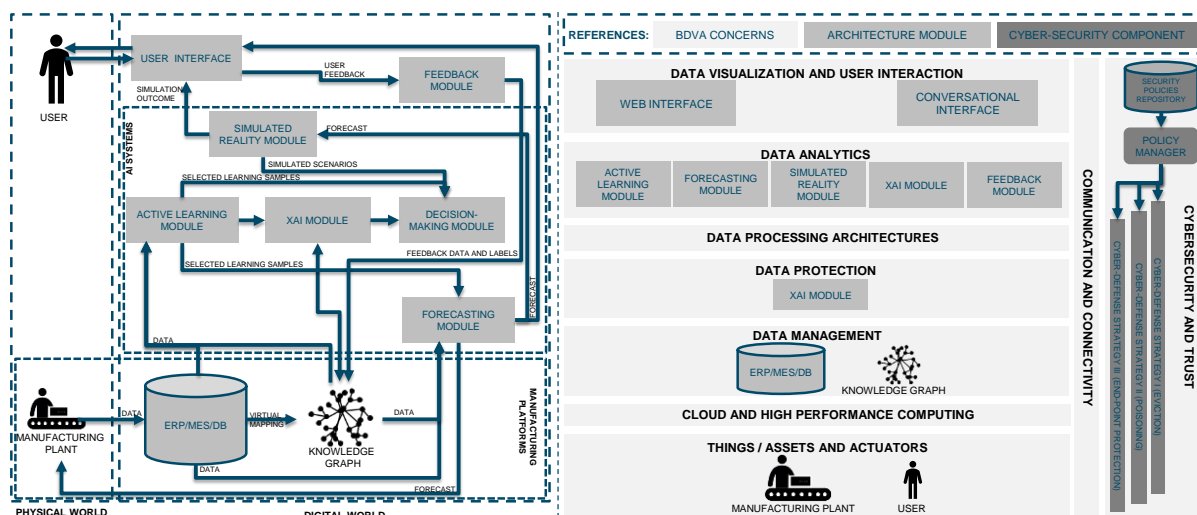 USER INTERFACE
USER
FEEDBACK
FEEDBACK
MODULE
SIMULATION
OUTCOME
USER
AI SYSTEMS
SIMULATED
REALITY MODULE
FORECAST
SIMULATED SCENARIOS
SELECTED LEARNING SAMPLES
ACTIVE LEARNING
MODULE
XAI MODULE
DECISION-
MAKING MODULE
FEEDBACK DATA AND LABELS
SELECTED LEARNING SAMPLES
FORECASTING
MODULE
FORECAST
DATA
MANUFACTURING
PLANT
DATA
ERP/MES/DB
VIRTUAL
MAPPING
KNOWLEDGE
GRAPH
DATA
DATA
FORECAST
MANUFACTURING
PLATFORMS
PHYSICAL WORLD
DIGITAL WORLD
REFERENCES:
BDVA CONCERNS
ARCHITECTURE MODULE
CYBER-SECURITY COMPONENT
DATA VISUALIZATION AND USER INTERACTION
WEB INTERFACE
CONVERSATIONAL
INTERFACE
DATA ANALYTICS
ACTIVE
LEARNING
MODULE
FORECASTING
MODULE
SIMULATED
REALITY
MODULE
XAI MODULE
FEEDBACK
MODULE
DATA PROCESSING ARCHITECTURES
DATA PROTECTION
XAI MODULE
DATA MANAGEMENT
ERP/MES/DB
KNOWLEDGE GRAPH
CLOUD AND HIGH PERFORMANCE COMPUTING
THINGS / ASSETS AND ACTUATORS
MANUFACTURING PLANT
USER
COMMUNICATION AND CONNECTIVITY
SECURITY
POLICIES
REPOSITORY
POLICY
MANAGER
CYBER-DEFENSE STRATEGY III (END-POINT PROTECTION)
CYBER-DEFENSE STRATEGY II (POISONING)
CYBER-DEFENSE STRATEGY I (EVICTION)
CYBERSECURITY AND TRUST